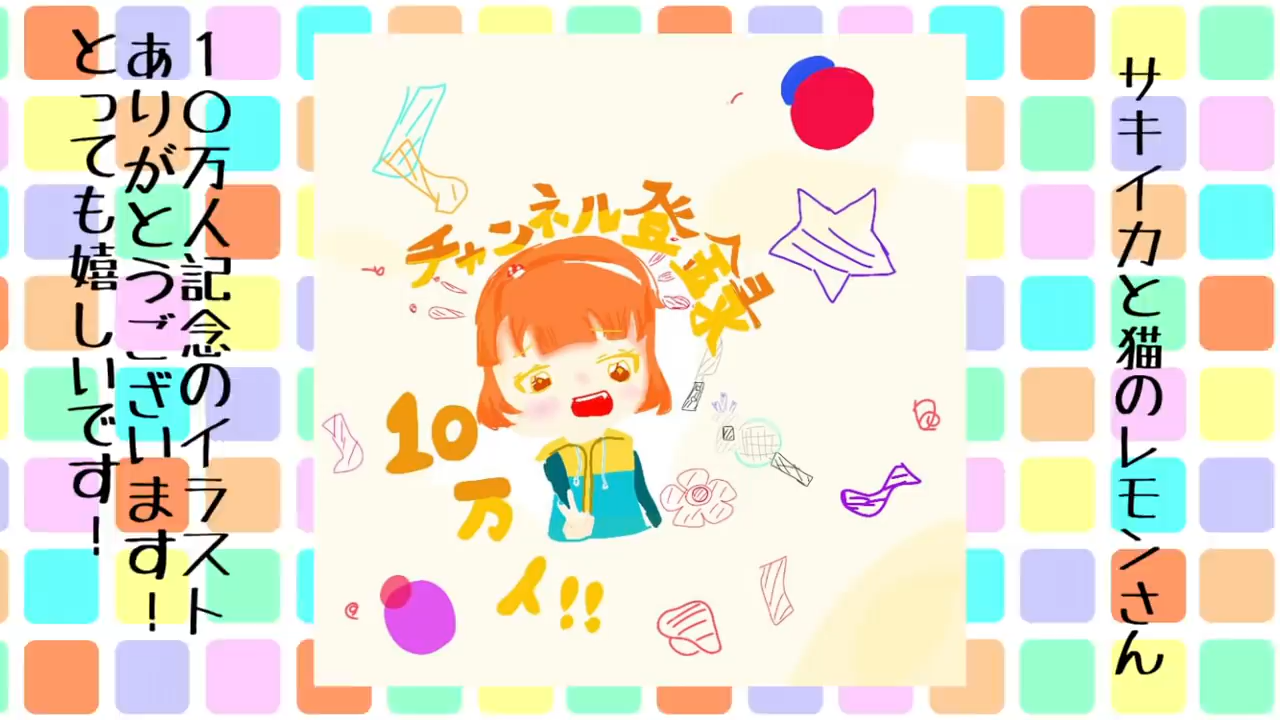 サキイカと猫のレモンさん
チャンネル登録者
10
万
人!!
10万人記念のイラスト
ありがとうございます!
とっても嬉しいです!